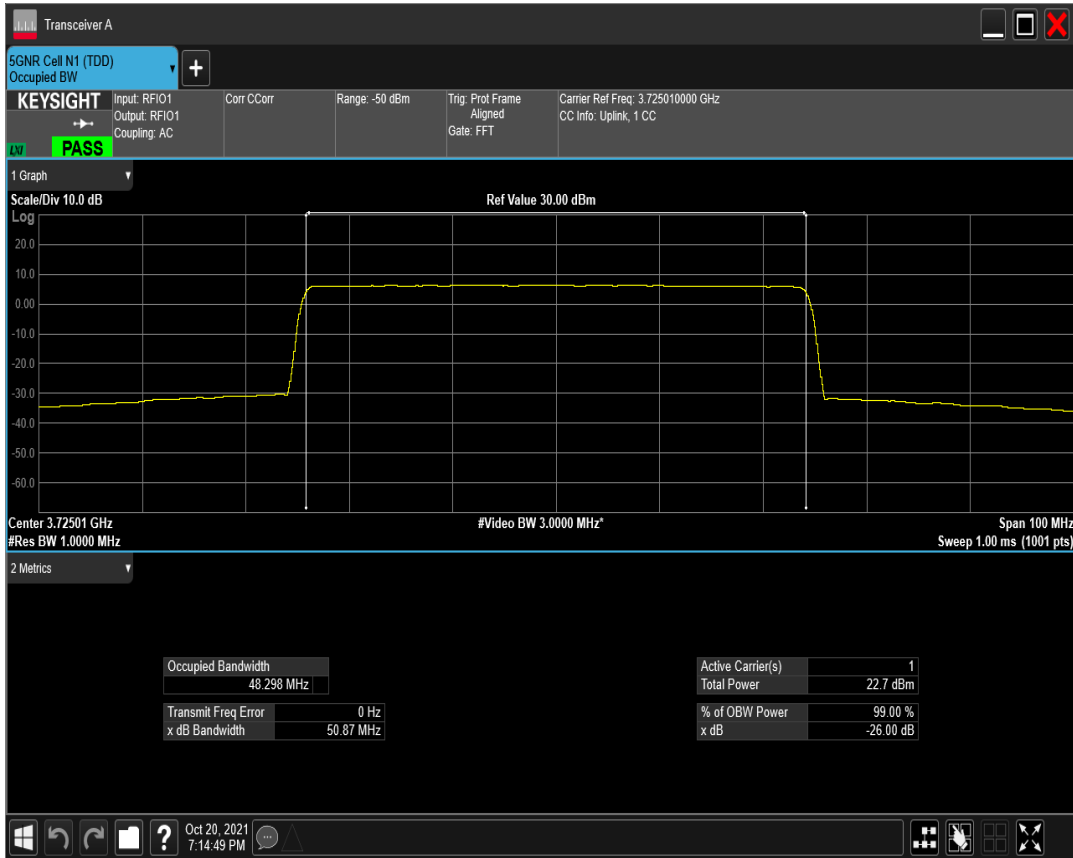 Transceiver A
5GNR Cell N1 (TDD)
Occupied BW
+
KEYSIGHT
LXI
PASS
Input: RFIO1
Output: RFIO1
Coupling: AC
Corr CCorr
Range: -50 dBm
Trig: Prot Frame
Aligned
Gate: FFT
Carrier Ref Freq: 3.725010000 GHz
CC Info: Uplink, 1 CC
1 Graph
Scale/Div 10.0 dB
Ref Value 30.00 dBm
Log
20.0
10.0
0.00
-10.0
-20.0
-30.0
-40.0
-50.0
-60.0
Center 3.72501 GHz
#Video BW 3.0000 MHz*
Span 100 MHz
#Res BW 1.0000 MHz
Sweep 1.00 ms (1001 pts)
2 Metrics
Occupied Bandwidth
48.298 MHz
Transmit Freq Error 0 Hz
x dB Bandwidth 50.87 MHz
Active Carrier(s) 1
Total Power 22.7 dBm
% of OBW Power 99.00 %
x dB -26.00 dB
?
Oct 20, 2021
7:14:49 PM